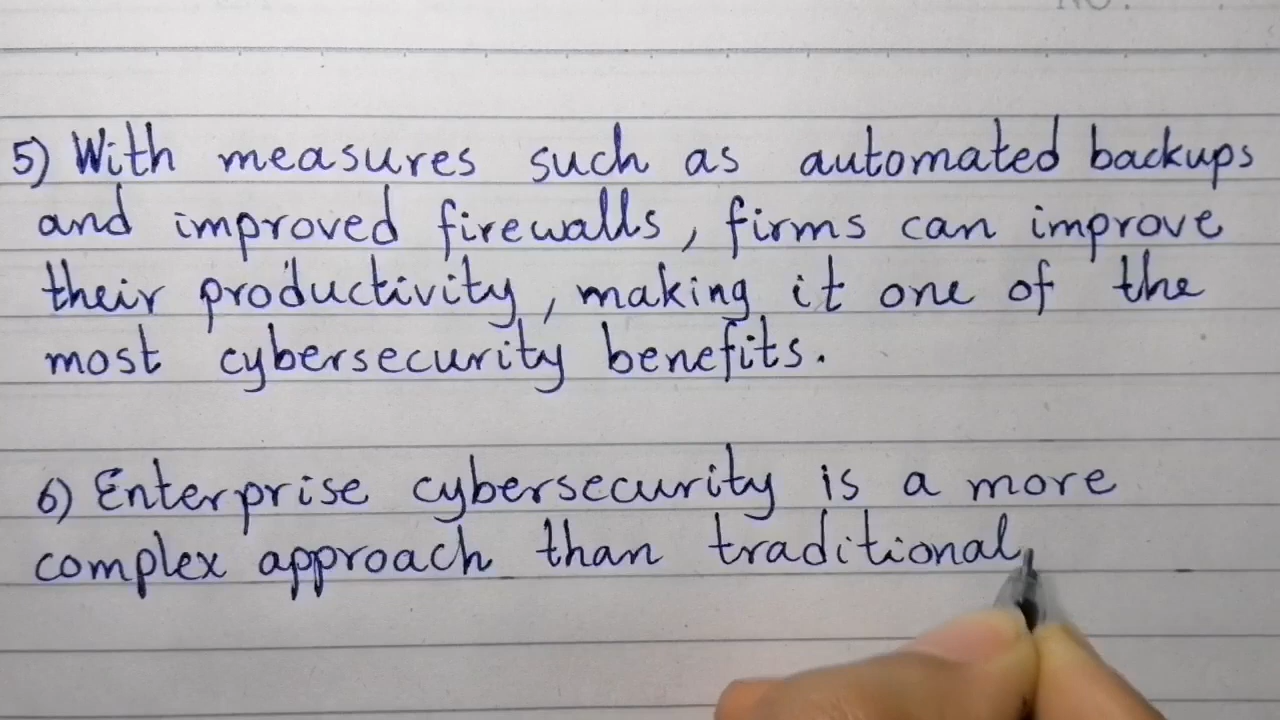 NO.
5) With measures such as automated backups
and improved firewalls, firms can improve
their productivity, making it one of the
most cybersecurity benefits.
6) Enterprise cybersecurity is a more
complex approach than traditional